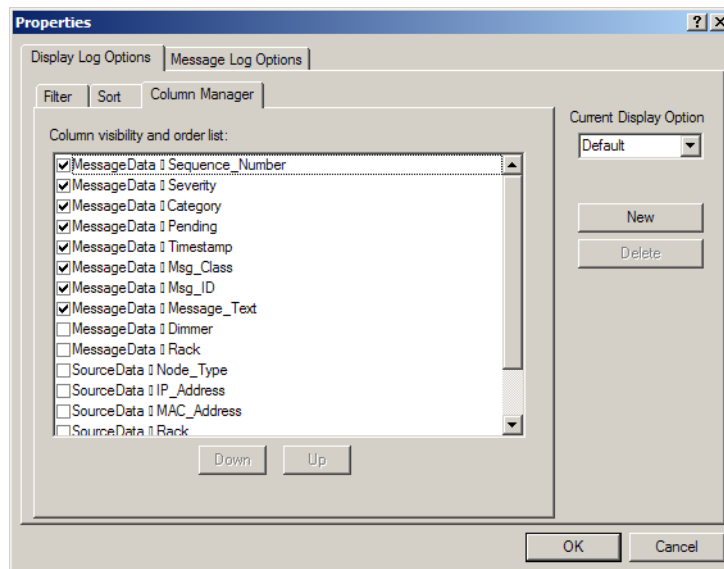 Properties
Display Log Options
Message Log Options
Filter
Sort
Column Manager
Column visibility and order list:
MessageData ▯ Sequence_Number
MessageData ▯ Severity
MessageData ▯ Category
MessageData ▯ Pending
MessageData ▯ Timestamp
MessageData ▯ Msg_Class
MessageData ▯ Msg_ID
MessageData ▯ Message_Text
MessageData ▯ Dimmer
MessageData ▯ Rack
SourceData ▯ Node_Type
SourceData ▯ IP_Address
SourceData ▯ MAC_Address
SourceData ▯ Rack
Down
Up
Current Display Option
Default
New
Delete
OK
Cancel